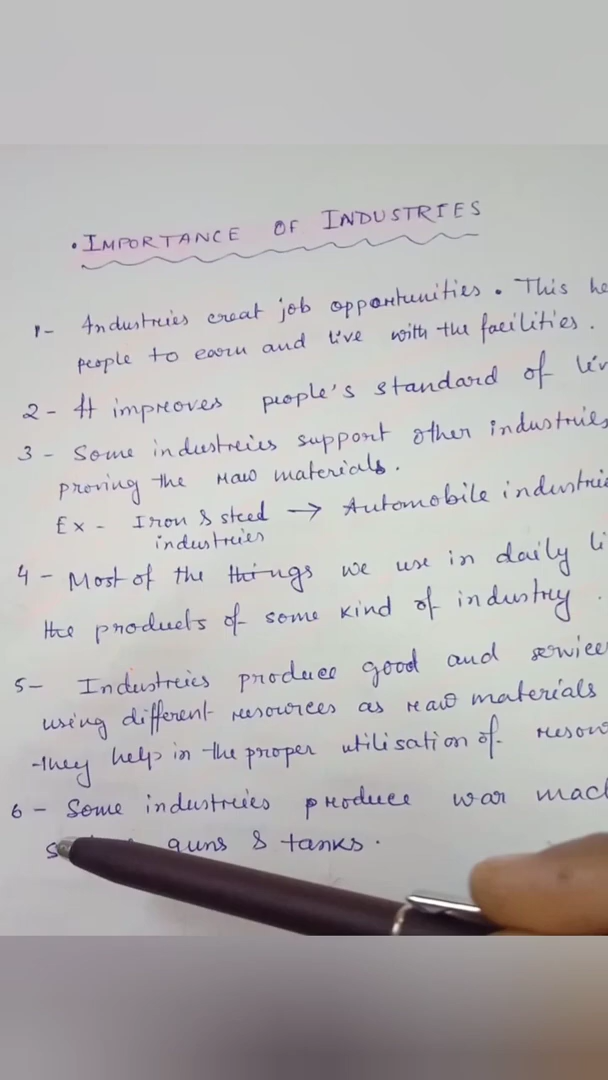 • IMPORTANCE OF INDUSTRIES
1- Industries creat job opportunities. This he
people to earn and live with the facilities.
2- It improves people's standard of liv
3- Some industries support other industries
proving the raw materials.
Ex - Iron & steel → Automobile industrie
industries
4- Most of the things we use in daily li
the products of some kind of industry.
5- Industries produce good and service
using different resources as raw materials
They help in the proper utilisation of resou
6- Some industries produce war mach
guns & tanks.